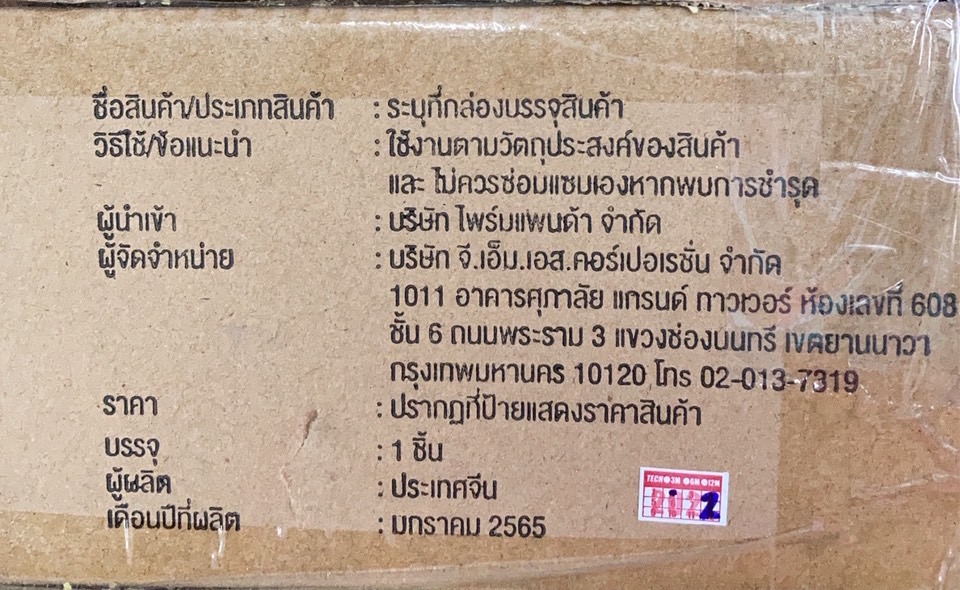 ชื่อสินค้า/ประเภทสินค้า : ระบุที่กล่องบรรจุสินค้า
วิธีใช้/ข้อแนะนำ : ใช้งานตามวัตถุประสงค์ของสินค้า
และ ไม่ควรซ่อมแซมเองหากพบการชำรุด
ผู้นำเข้า : บริษัท ไพร์มแพนด้า จำกัด
ผู้จัดจำหน่าย : บริษัท จี.เอ็ม.เอส.คอร์เปอเรชั่น จำกัด
1011 อาคารศุภาลัย แกรนด์ ทาวเวอร์ ห้องเลขที่ 608
ชั้น 6 ถนนพระราม 3 แขวงช่องนนทรี เขตยานนาวา
กรุงเทพมหานคร 10120 โทร 02-013-7319
ราคา : ปรากฏที่ป้ายแสดงราคาสินค้า
บรรจุ : 1 ชิ้น
ผู้ผลิต : ประเทศจีน
เดือนปีที่ผลิต : มกราคม 2565
TECH 3M 6M 12M
2